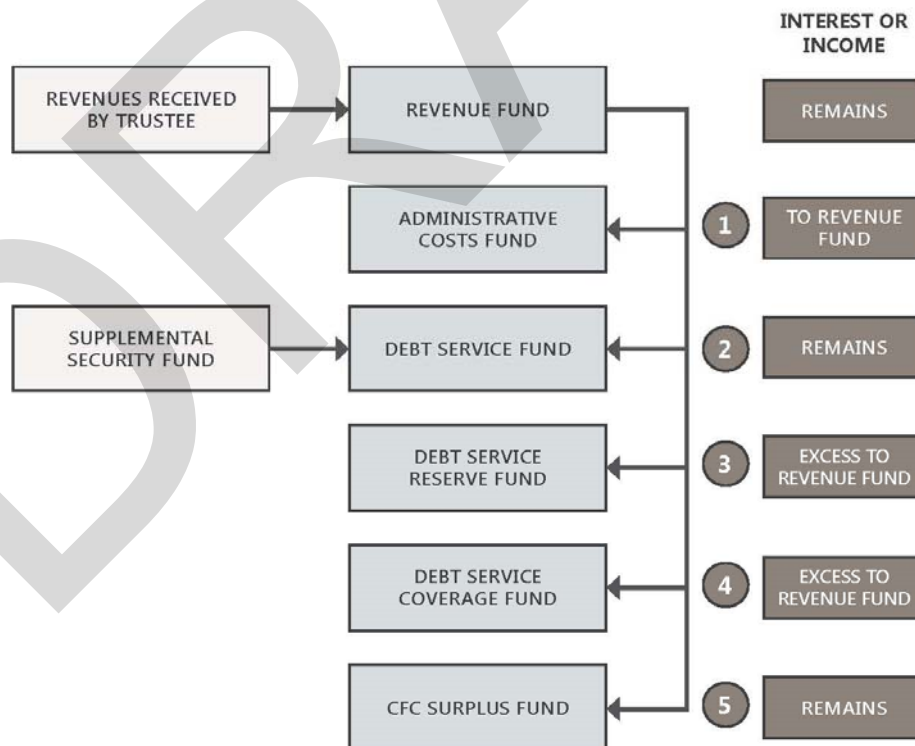 INTEREST OR
INCOME
REVENUES RECEIVED
BY TRUSTEE
REVENUE FUND
REMAINS
ADMINISTRATIVE
COSTS FUND
1
TO REVENUE
FUND
SUPPLEMENTAL
SECURITY FUND
DEBT SERVICE FUND
2
REMAINS
DEBT SERVICE
RESERVE FUND
3
EXCESS TO
REVENUE FUND
DEBT SERVICE
COVERAGE FUND
4
EXCESS TO
REVENUE FUND
CFC SURPLUS FUND
5
REMAINS